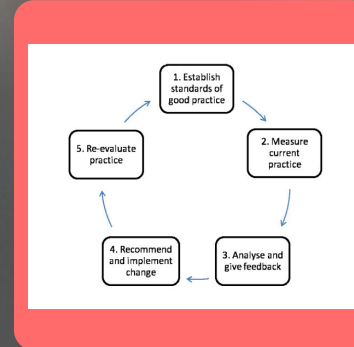 1. Establish
standards of
good practice
2. Measure
current
practice
3. Analyse and
give feedback
4. Recommend
and implement
change
5. Re-evaluate
practice